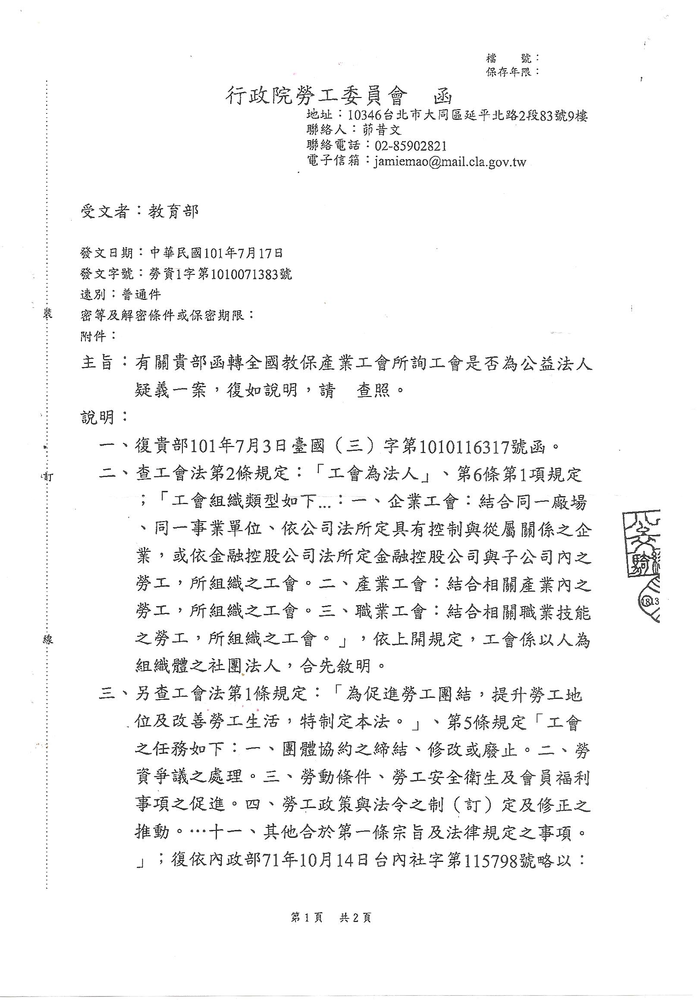 檔　　號：
保存年限：
行政院勞工委員會　函
地址：10346台北市大同區延平北路2段83號9樓
聯絡人：茆昔文
聯絡電話：02-85902821
電子信箱：jamiemao@mail.cla.gov.tw
受文者：教育部
發文日期：中華民國101年7月17日
發文字號：勞資1字第1010071383號
速別：普通件
密等及解密條件或保密期限：
附件：
主旨：有關貴部函轉全國教保產業工會所詢工會是否為公益法人
疑義一案，復如說明，請　查照。
說明：
一、復貴部101年7月3日臺國（三）字第1010116317號函。
二、查工會法第2條規定：「工會為法人」、第6條第1項規定
；「工會組織類型如下…：一、企業工會：結合同一廠場
、同一事業單位、依公司法所定具有控制與從屬關係之企
業，或依金融控股公司法所定金融控股公司與子公司內之
勞工，所組織之工會。二、產業工會：結合相關產業內之
勞工，所組織之工會。三、職業工會：結合相關職業技能
之勞工，所組織之工會。」，依上開規定，工會係以人為
組織體之社團法人，合先敘明。
三、另查工會法第1條規定：「為促進勞工團結，提升勞工地
位及改善勞工生活，特制定本法。」、第5條規定「工會
之任務如下：一、團體協約之締結、修改或廢止。二、勞
資爭議之處理。三、勞動條件、勞工安全衛生及會員福利
事項之促進。四、勞工政策與法令之制（訂）定及修正之
推動。…十一、其他合於第一條宗旨及法律規定之事項。
」；復依內政部71年10月14日台內社字第115798號略以：
第1頁　共2頁
裝
訂
線
1813